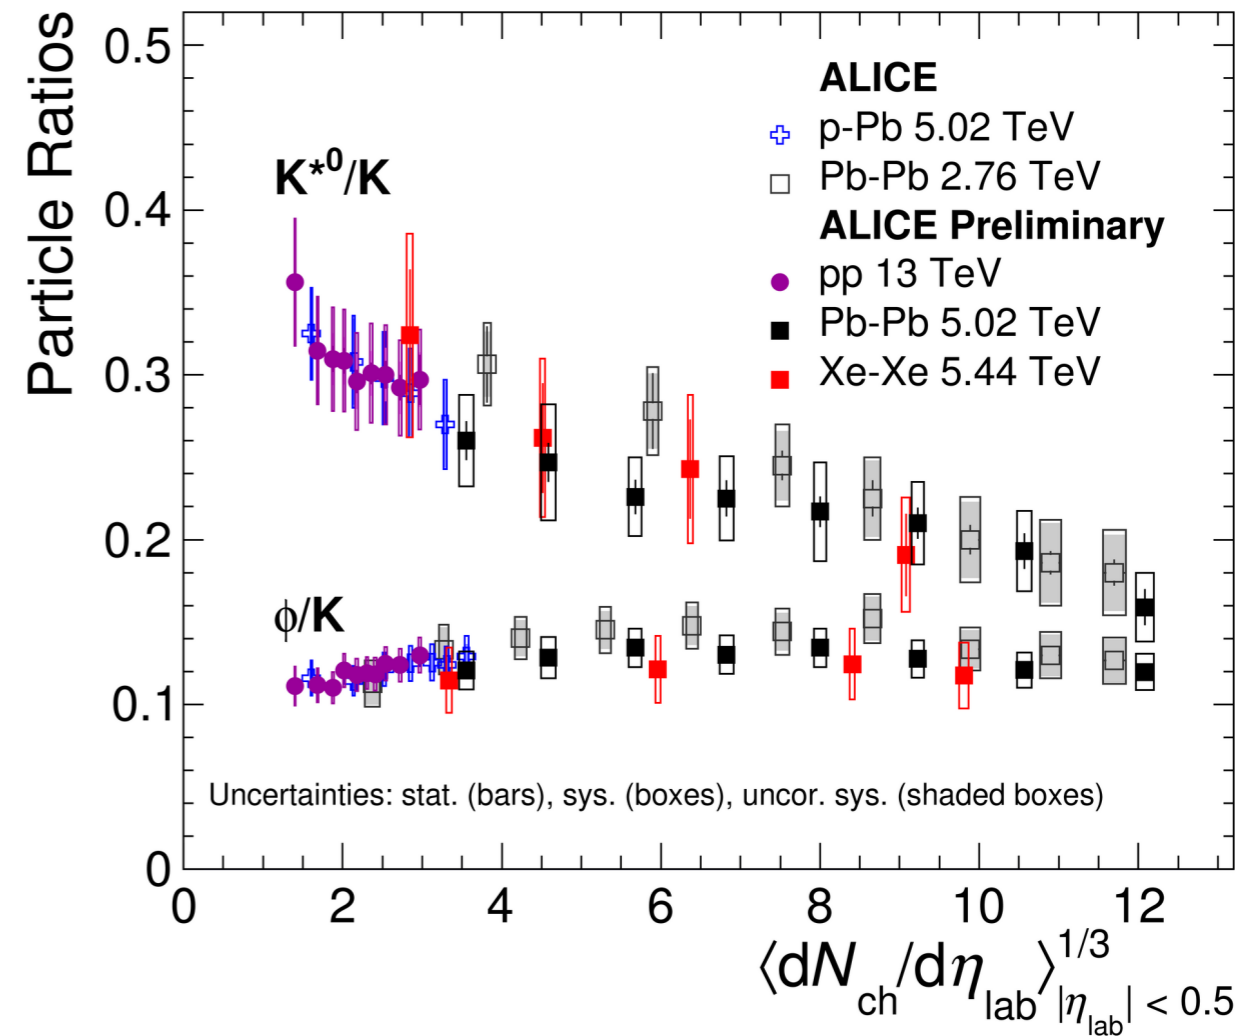 Particle Ratios
0.5
0.4
0.3
0.2
0.1
0
0 2 4 6 8 10 12
ALICE
p-Pb 5.02 TeV
Pb-Pb 2.76 TeV
ALICE Preliminary
pp 13 TeV
Pb-Pb 5.02 TeV
Xe-Xe 5.44 TeV
K*⁰/K
ϕ/K
Uncertainties: stat. (bars), sys. (boxes), uncor. sys. (shaded boxes)
⟨dN_ch/dη_lab⟩^{1/3}_{|η_lab| < 0.5}